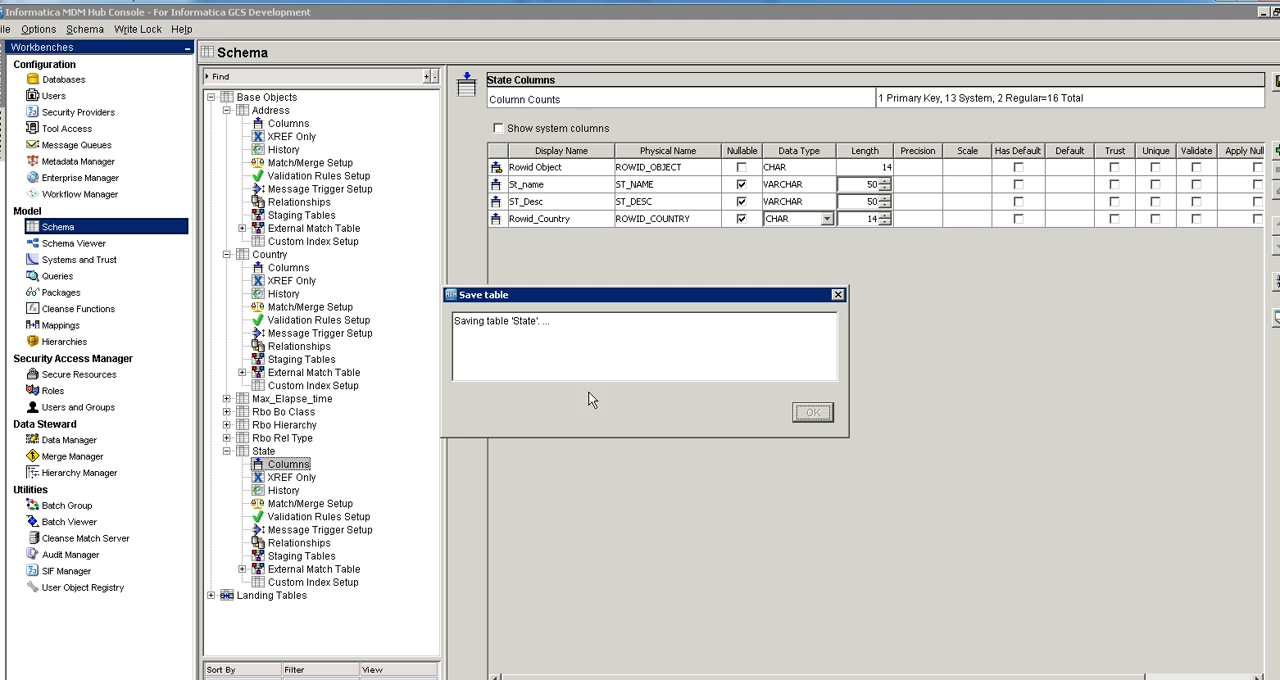 Informatica MDM Hub Console - For Informatica GCS Development
ile Options Schema Write Lock Help
Workbenches
Configuration
Databases
Users
Security Providers
Tool Access
Message Queues
Metadata Manager
Enterprise Manager
Workflow Manager
Model
Schema
Schema Viewer
Systems and Trust
Queries
Packages
Cleanse Functions
Mappings
Hierarchies
Security Access Manager
Secure Resources
Roles
Users and Groups
Data Steward
Data Manager
Merge Manager
Hierarchy Manager
Utilities
Batch Group
Batch Viewer
Cleanse Match Server
Audit Manager
SIF Manager
User Object Registry
Schema
Find
Base Objects
Address
Columns
XREF Only
History
Match/Merge Setup
Validation Rules Setup
Message Trigger Setup
Relationships
Staging Tables
External Match Table
Custom Index Setup
Country
Columns
XREF Only
History
Match/Merge Setup
Validation Rules Setup
Message Trigger Setup
Relationships
Staging Tables
External Match Table
Custom Index Setup
Max_Elapse_time
Rbo Bo Class
Rbo Hierarchy
Rbo Rel Type
State
Columns
XREF Only
History
Match/Merge Setup
Validation Rules Setup
Message Trigger Setup
Relationships
Staging Tables
External Match Table
Custom Index Setup
Landing Tables
Sort By Filter View
State Columns
Column Counts 1 Primary Key, 13 System, 2 Regular=16 Total
Show system columns
Display Name Physical Name Nullable Data Type Length Precision Scale Has Default Default Trust Unique Validate Apply Null
Rowid Object ROWID_OBJECT CHAR 14
St_name ST_NAME VARCHAR 50
ST_Desc ST_DESC VARCHAR 50
Rowid_Country ROWID_COUNTRY CHAR 14
Save table
Saving table 'State'. ...
OK